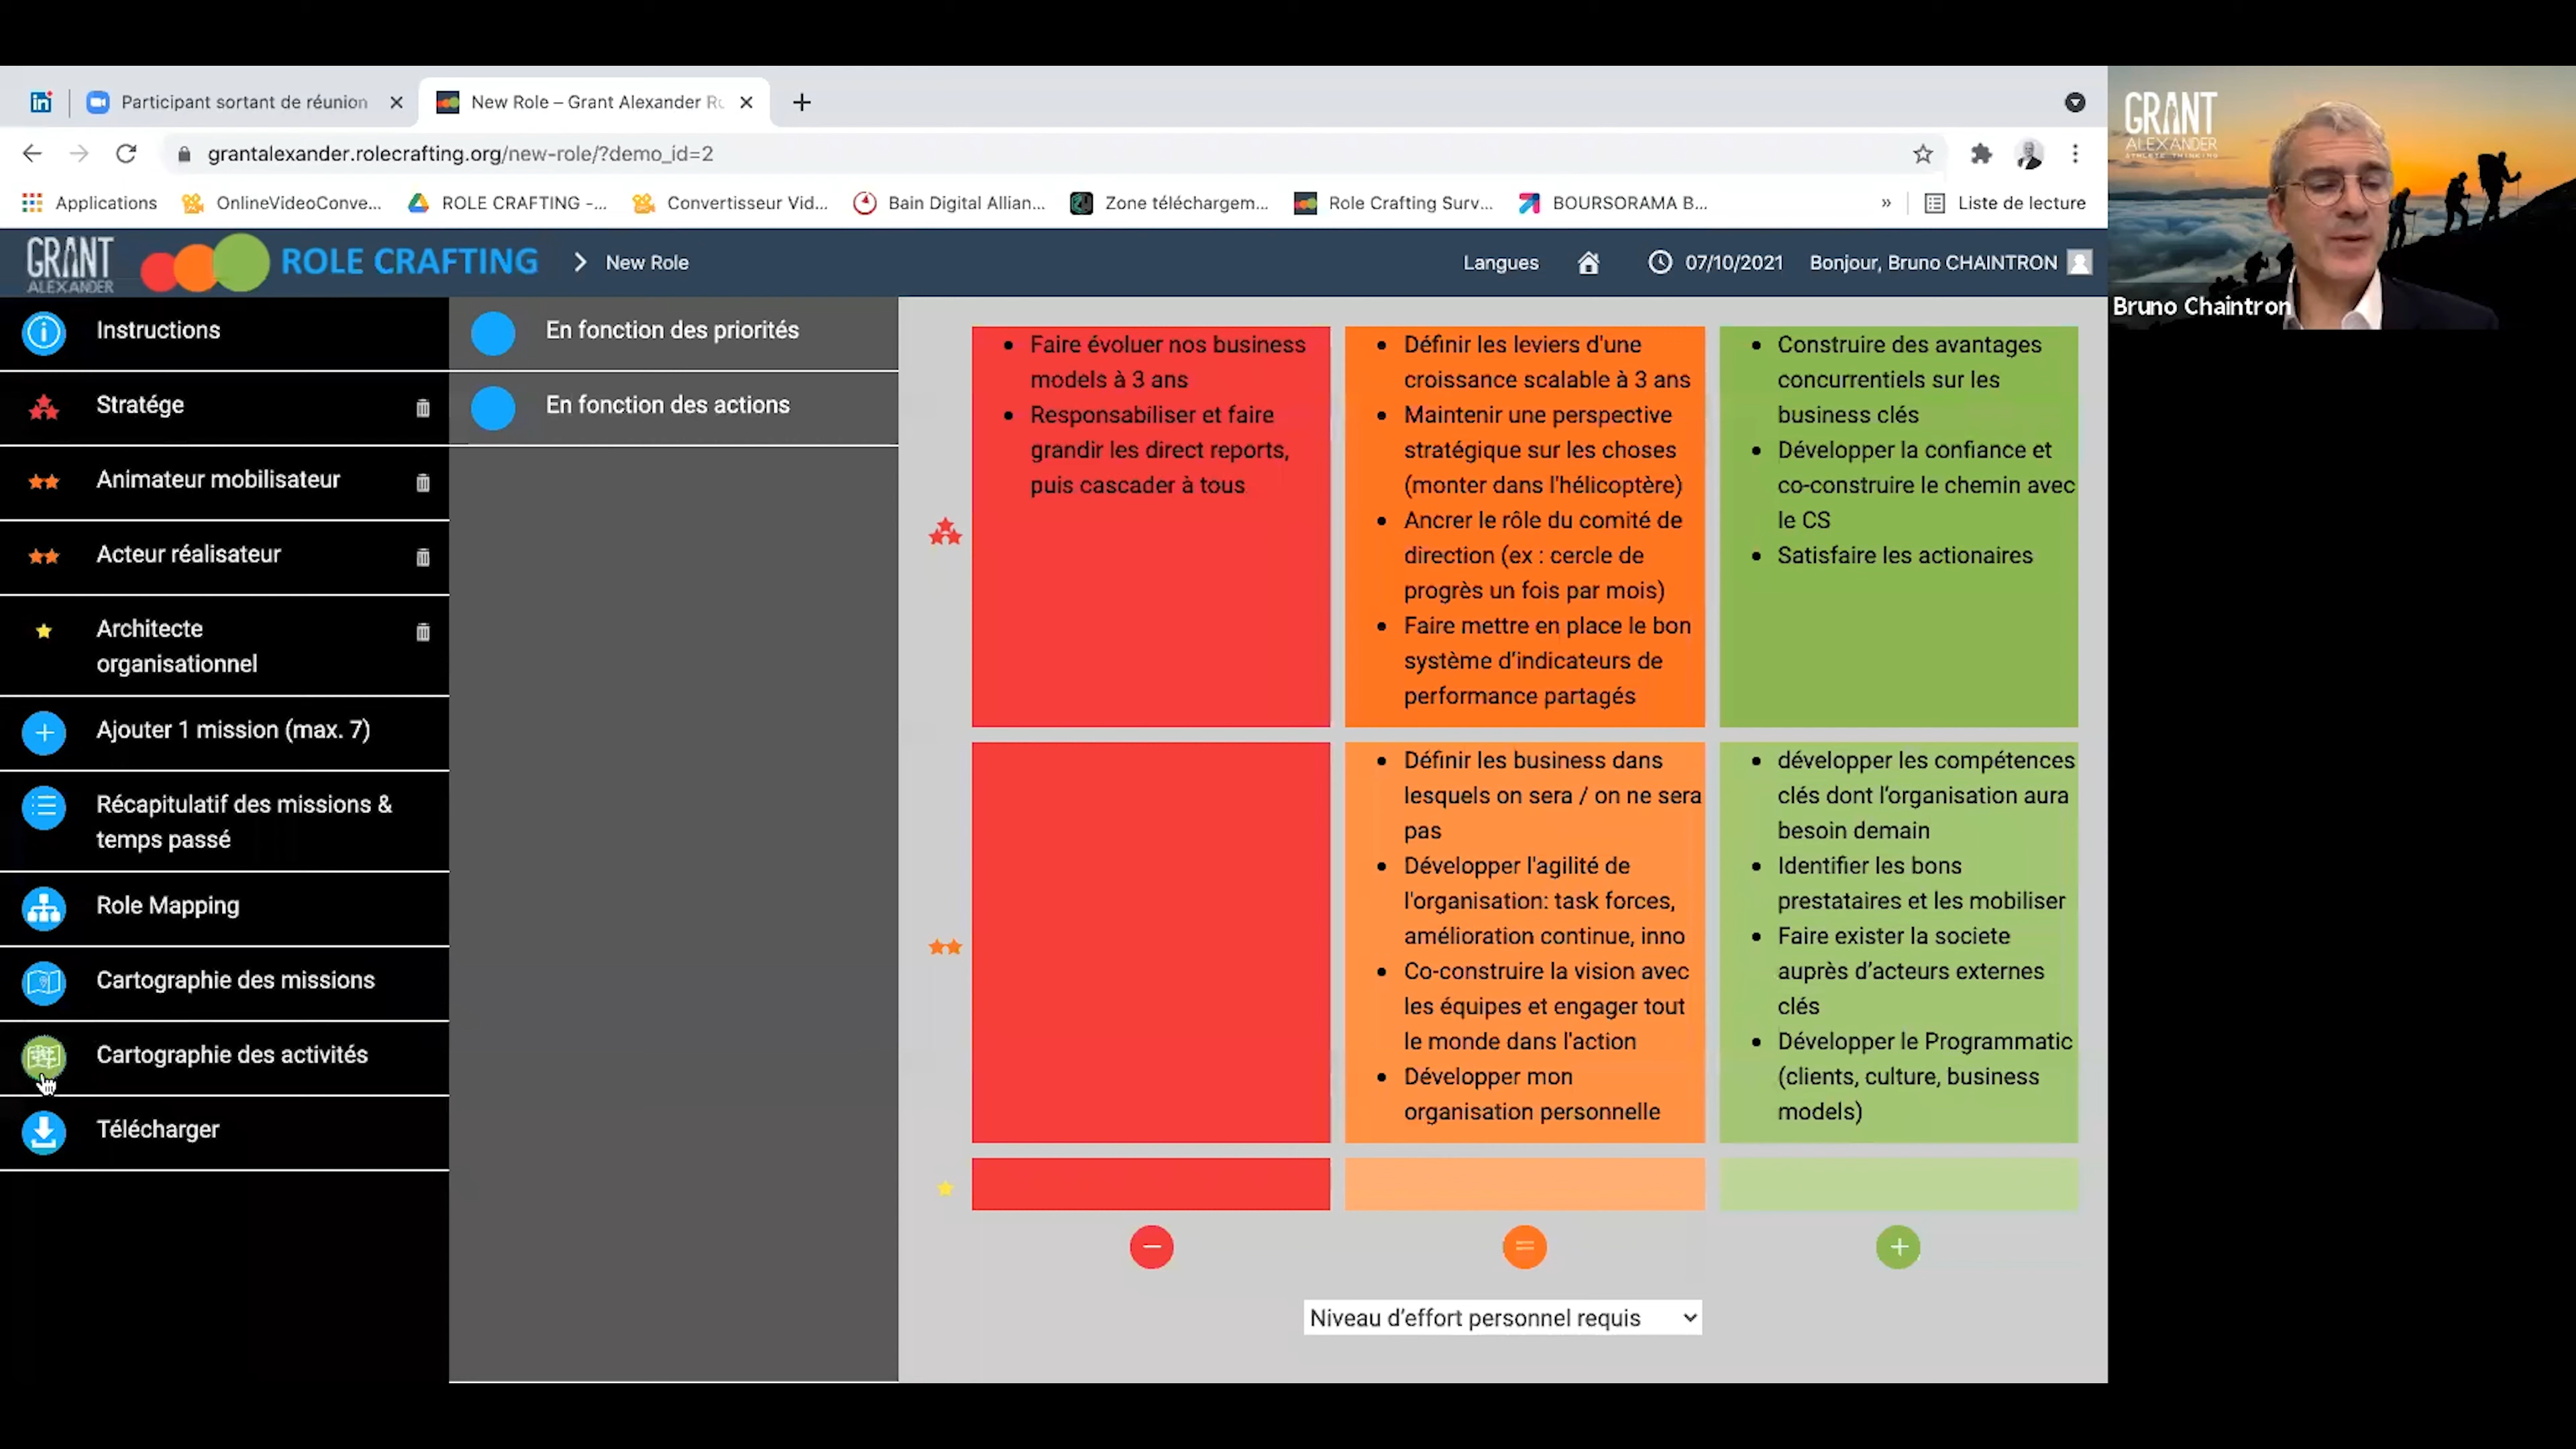 Participant sortant de réunion
New Role – Grant Alexander Ro
grantalexander.rolecrafting.org/new-role/?demo_id=2
Applications
OnlineVideoConve...
ROLE CRAFTING -...
Convertisseur Vid...
Bain Digital Allian...
Zone téléchargem...
Role Crafting Surv...
BOURSORAMA B...
»
Liste de lecture
GRANT
ALEXANDER
ROLE CRAFTING
New Role
Langues
07/10/2021
Bonjour, Bruno CHAINTRON
GRANT
ALEXANDER
ATHLETE THINKING
Bruno Chaintron
Instructions
Stratége
Animateur mobilisateur
Acteur réalisateur
Architecte
organisationnel
Ajouter 1 mission (max. 7)
Récapitulatif des missions &
temps passé
Role Mapping
Cartographie des missions
Cartographie des activités
Télécharger
En fonction des priorités
En fonction des actions
• Faire évoluer nos business
models à 3 ans
• Responsabiliser et faire
grandir les direct reports,
puis cascader à tous
• Définir les leviers d'une
croissance scalable à 3 ans
• Maintenir une perspective
stratégique sur les choses
(monter dans l'hélicoptère)
• Ancrer le rôle du comité de
direction (ex : cercle de
progrès un fois par mois)
• Faire mettre en place le bon
système d'indicateurs de
performance partagés
• Construire des avantages
concurrentiels sur les
business clés
• Développer la confiance et
co-construire le chemin avec
le CS
• Satisfaire les actionaires
• Définir les business dans
lesquels on sera / on ne sera
pas
• Développer l'agilité de
l'organisation: task forces,
amélioration continue, inno
• Co-construire la vision avec
les équipes et engager tout
le monde dans l'action
• Développer mon
organisation personnelle
• développer les compétences
clés dont l'organisation aura
besoin demain
• Identifier les bons
prestataires et les mobiliser
• Faire exister la societe
auprès d'acteurs externes
clés
• Développer le Programmatic
(clients, culture, business
models)
Niveau d'effort personnel requis